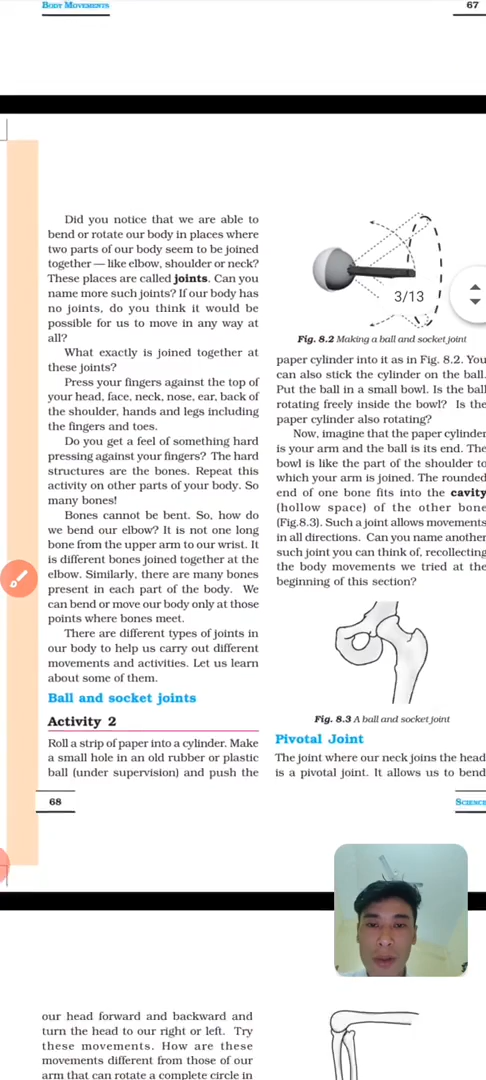 BODY MOVEMENTS
67
Did you notice that we are able to
bend or rotate our body in places where
two parts of our body seem to be joined
together — like elbow, shoulder or neck?
These places are called joints. Can you
name more such joints? If our body has
no joints, do you think it would be
possible for us to move in any way at
all?
What exactly is joined together at
these joints?
Press your fingers against the top of
your head, face, neck, nose, ear, back of
the shoulder, hands and legs including
the fingers and toes.
Do you get a feel of something hard
pressing against your fingers? The hard
structures are the bones. Repeat this
activity on other parts of your body. So
many bones!
Bones cannot be bent. So, how do
we bend our elbow? It is not one long
bone from the upper arm to our wrist. It
is different bones joined together at the
elbow. Similarly, there are many bones
present in each part of the body. We
can bend or move our body only at those
points where bones meet.
There are different types of joints in
our body to help us carry out different
movements and activities. Let us learn
about some of them.
Ball and socket joints
Activity 2
Roll a strip of paper into a cylinder. Make
a small hole in an old rubber or plastic
ball (under supervision) and push the
68
3/13
Fig. 8.2 Making a ball and socket joint
paper cylinder into it as in Fig. 8.2. You
can also stick the cylinder on the ball.
Put the ball in a small bowl. Is the ball
rotating freely inside the bowl? Is the
paper cylinder also rotating?
Now, imagine that the paper cylinder
is your arm and the ball is its end. The
bowl is like the part of the shoulder to
which your arm is joined. The rounded
end of one bone fits into the cavity
(hollow space) of the other bone
(Fig.8.3). Such a joint allows movements
in all directions. Can you name another
such joint you can think of, recollecting
the body movements we tried at the
beginning of this section?
Fig. 8.3 A ball and socket joint
Pivotal Joint
The joint where our neck joins the head
is a pivotal joint. It allows us to bend
SCIENCE
our head forward and backward and
turn the head to our right or left. Try
these movements. How are these
movements different from those of our
arm that can rotate a complete circle in